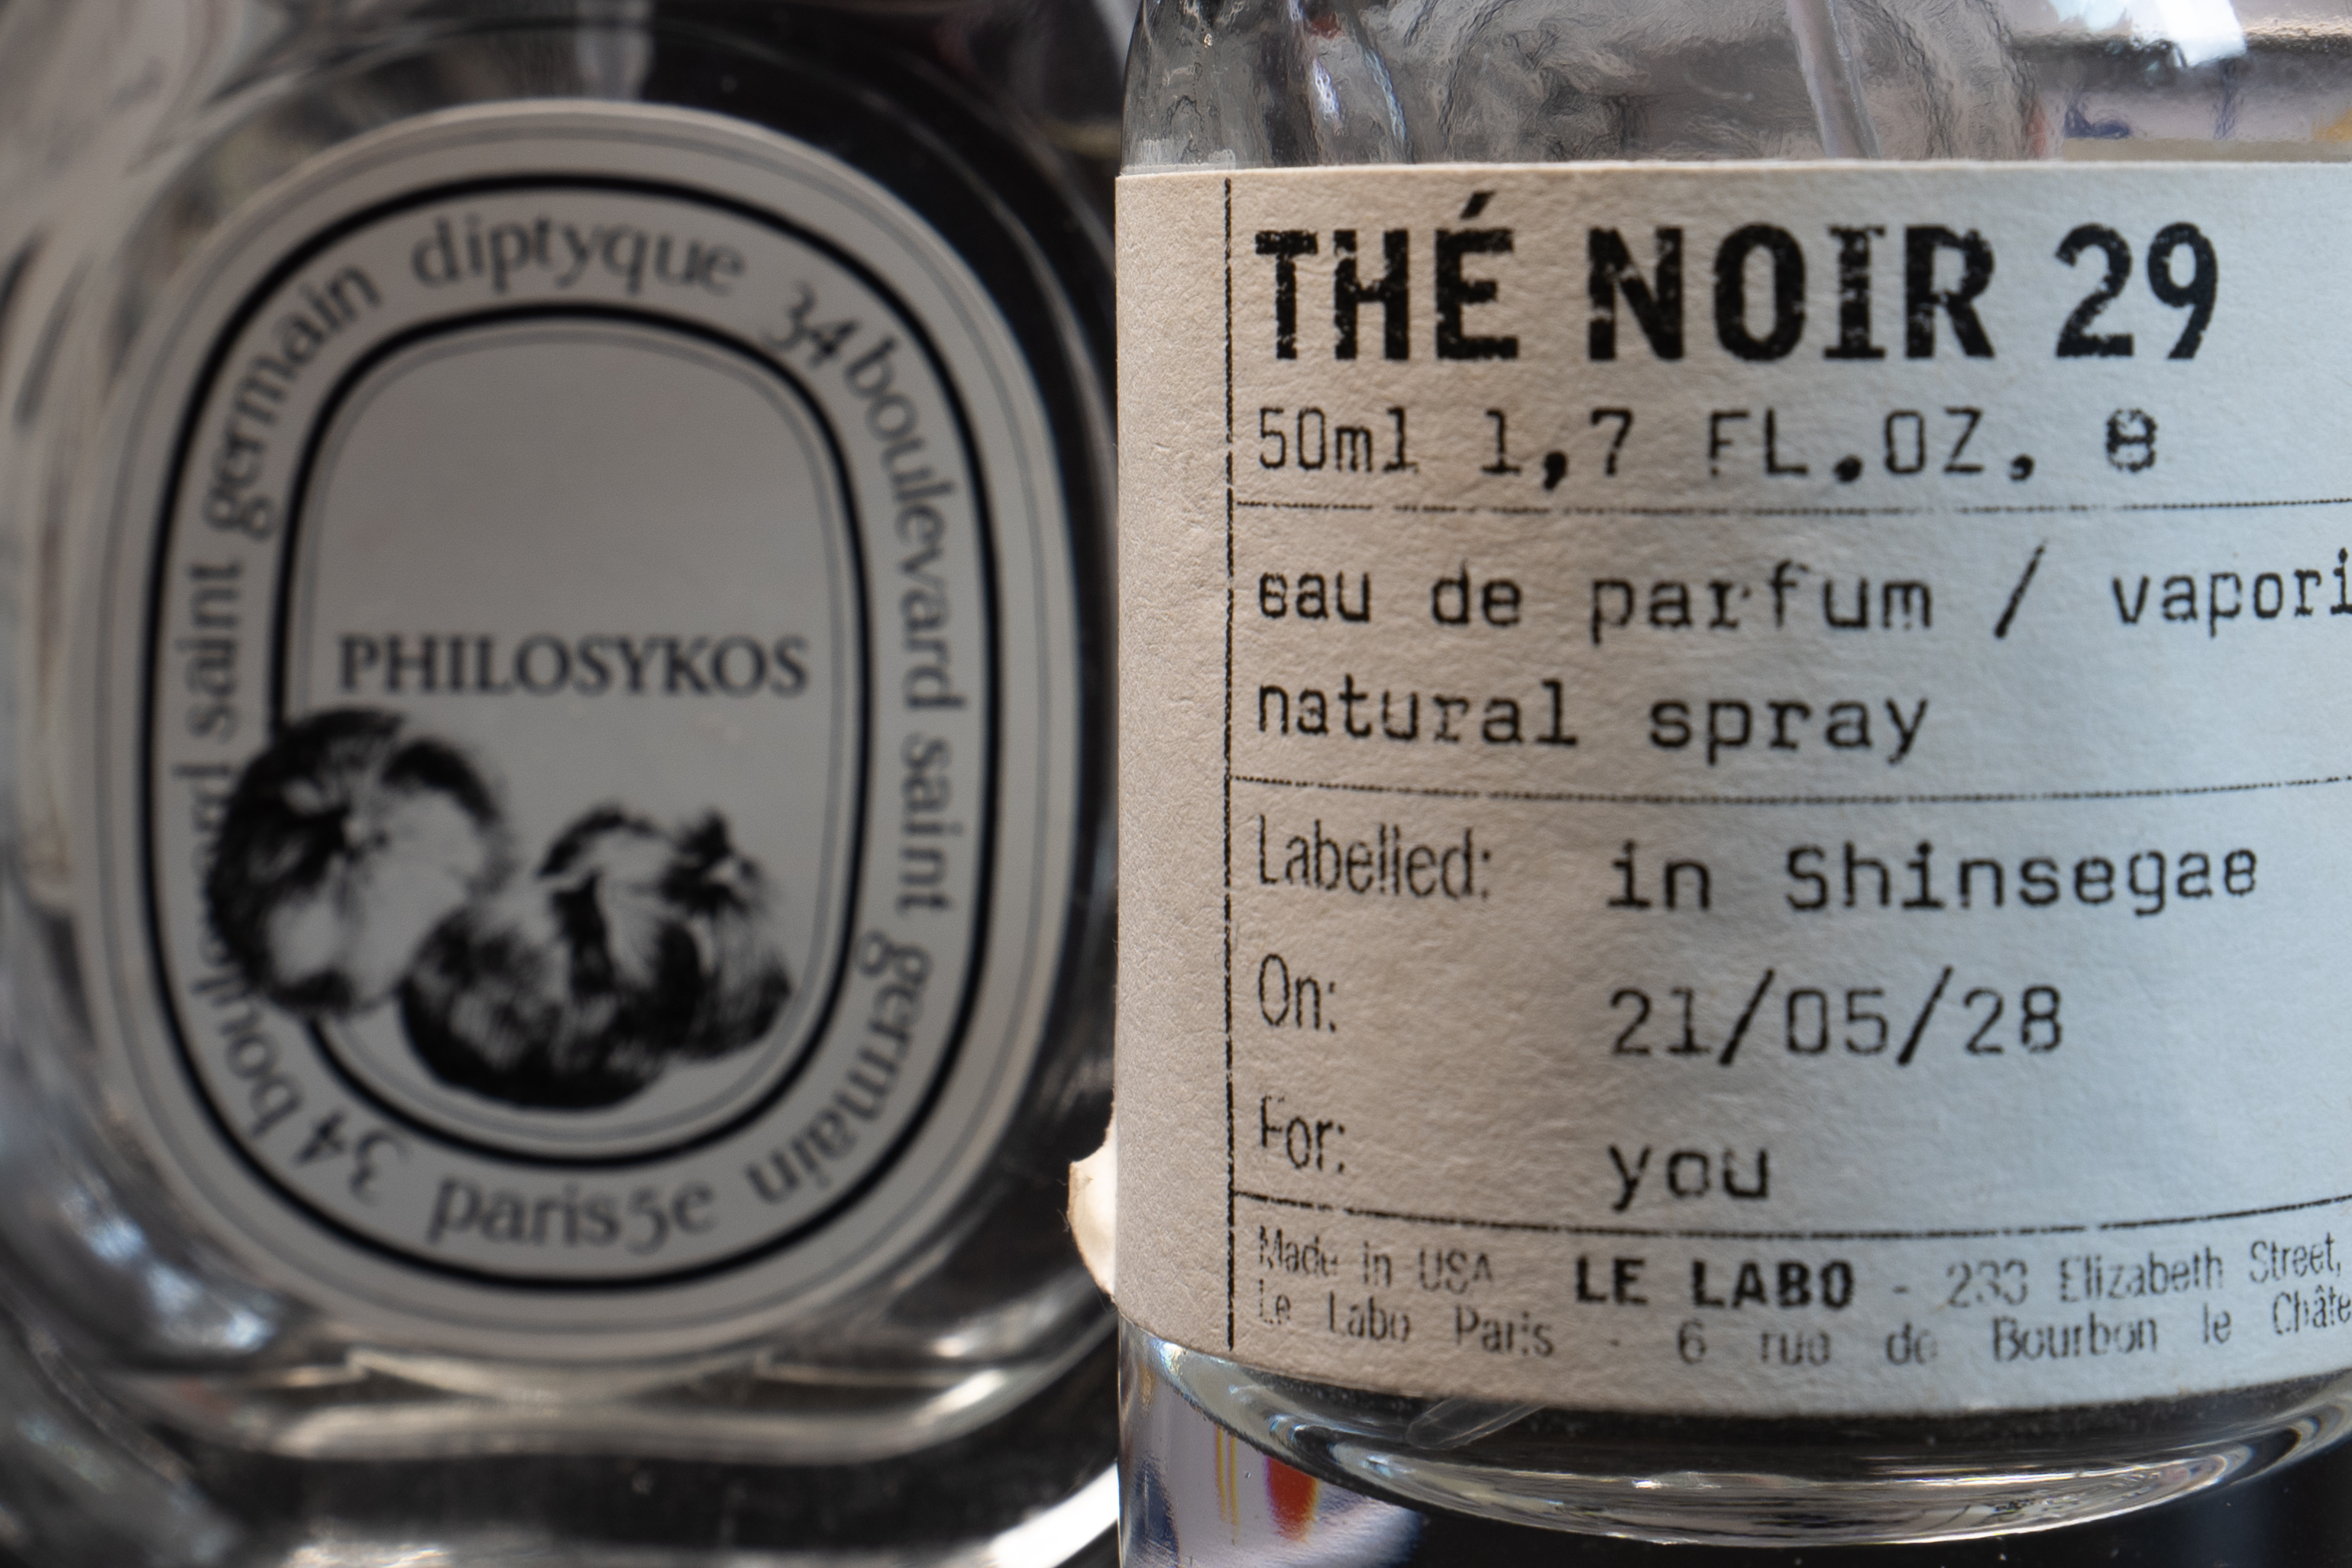 diptyque 34 boulevard saint germain paris5e 34 boulevard saint germain
PHILOSYKOS
THÉ NOIR 29
50ml 1,7 FL.OZ, e
eau de parfum / vapori
natural spray
Labelled: in Shinsegae
On: 21/05/28
For: you
Made in USA LE LABO - 233 Elizabeth Street,
Le Labo Paris - 6 rue de Bourbon le Châte